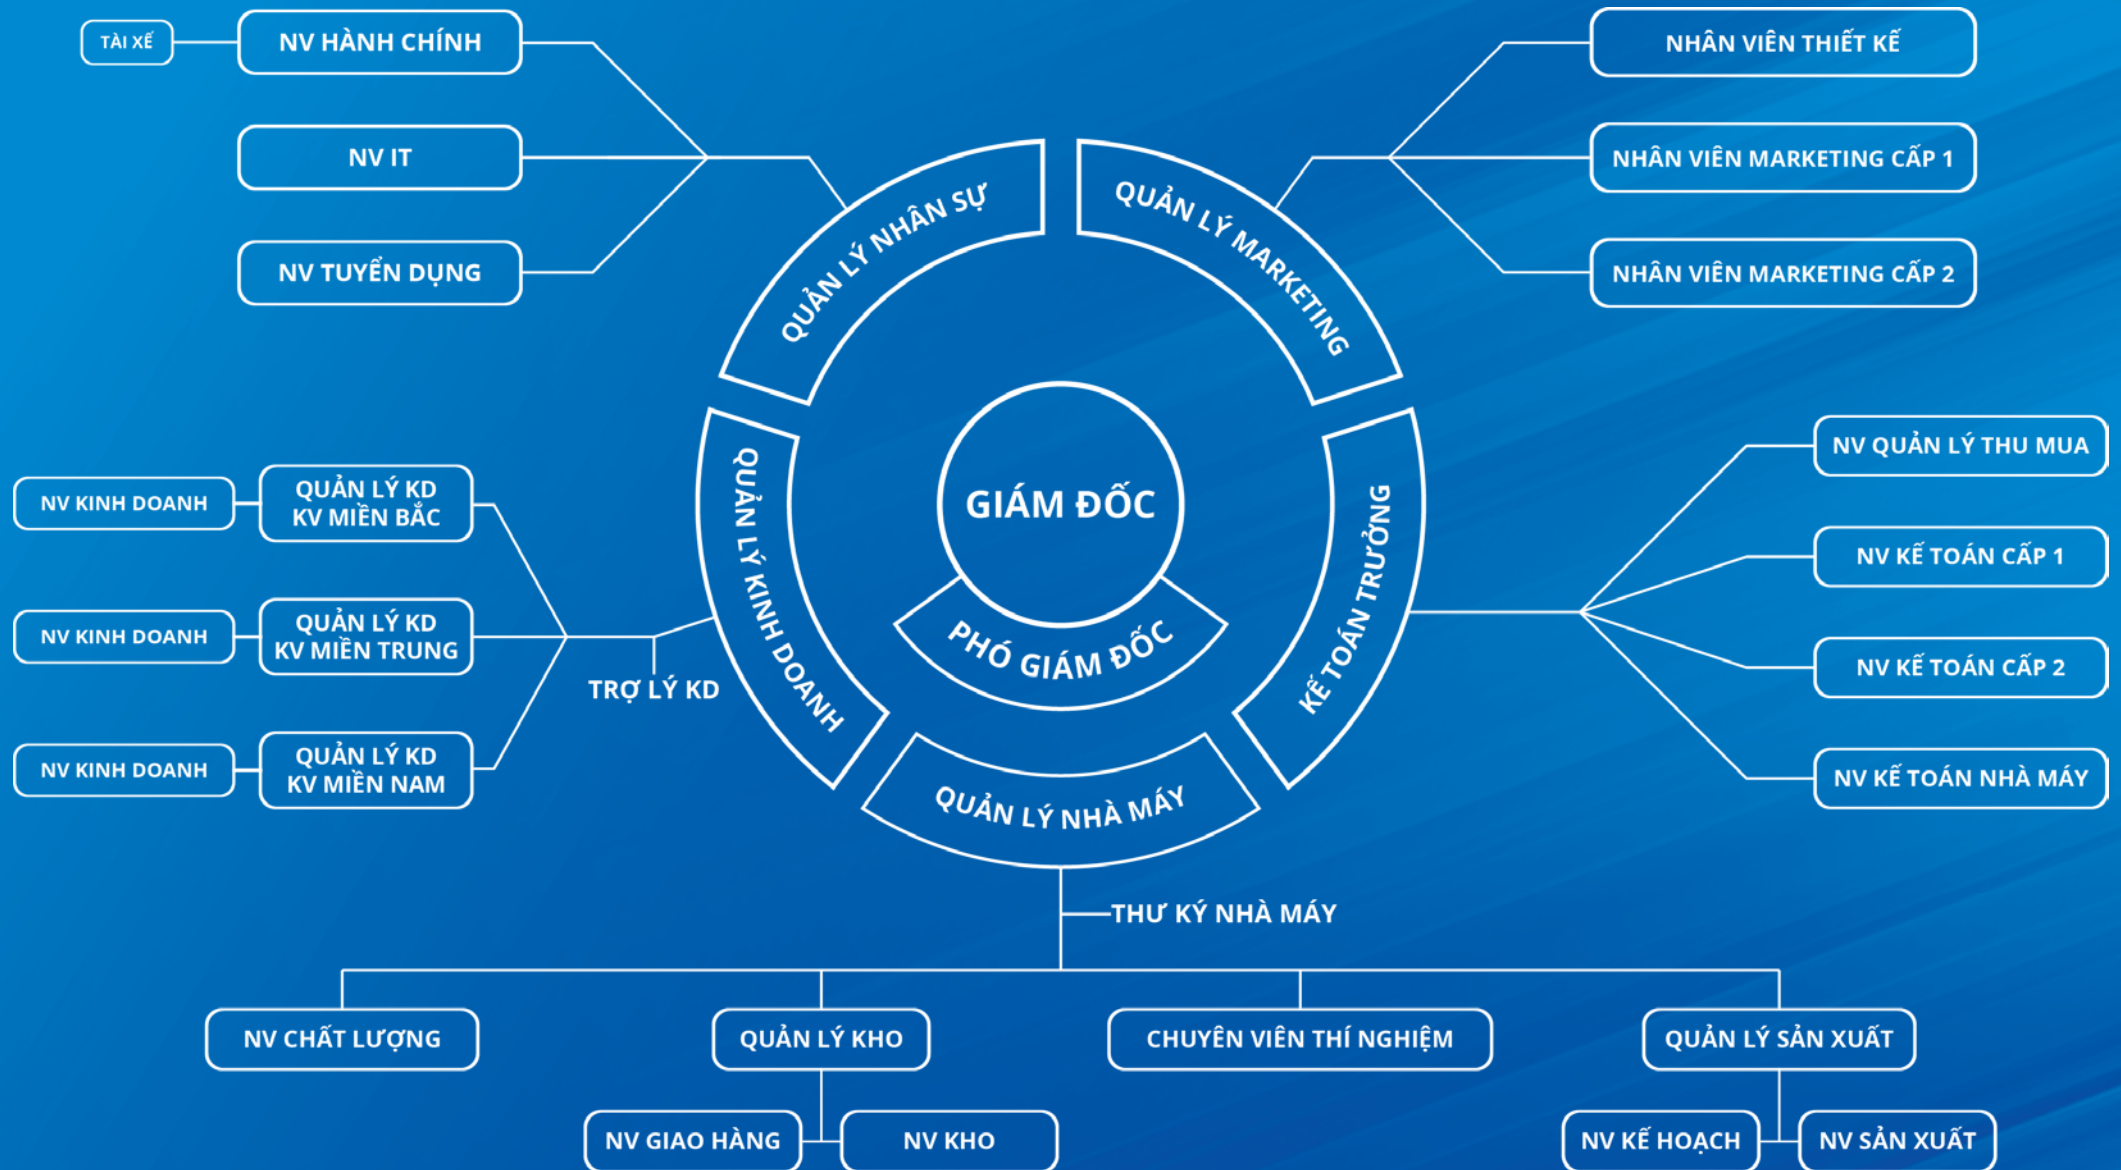 TÀI XẾ
NV HÀNH CHÍNH
NV IT
NV TUYỂN DỤNG
NHÂN VIÊN THIẾT KẾ
NHÂN VIÊN MARKETING CẤP 1
NHÂN VIÊN MARKETING CẤP 2
QUẢN LÝ NHÂN SỰ
QUẢN LÝ MARKETING
GIÁM ĐỐC
PHÓ GIÁM ĐỐC
QUẢN LÝ KINH DOANH
KẾ TOÁN TRƯỞNG
QUẢN LÝ NHÀ MÁY
NV KINH DOANH
QUẢN LÝ KD
KV MIỀN BẮC
NV KINH DOANH
QUẢN LÝ KD
KV MIỀN TRUNG
NV KINH DOANH
QUẢN LÝ KD
KV MIỀN NAM
TRỢ LÝ KD
NV QUẢN LÝ THU MUA
NV KẾ TOÁN CẤP 1
NV KẾ TOÁN CẤP 2
NV KẾ TOÁN NHÀ MÁY
THƯ KÝ NHÀ MÁY
NV CHẤT LƯỢNG
QUẢN LÝ KHO
CHUYÊN VIÊN THÍ NGHIỆM
QUẢN LÝ SẢN XUẤT
NV GIAO HÀNG
NV KHO
NV KẾ HOẠCH
NV SẢN XUẤT